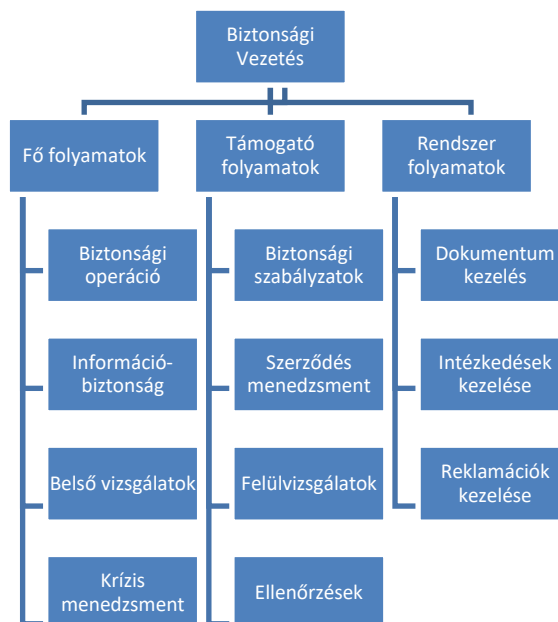 Biztonsági
Vezetés
Fő folyamatok
Támogató
folyamatok
Rendszer
folyamatok
Biztonsági
operáció
Biztonsági
szabályzatok
Dokumentum
kezelés
Információ-
biztonság
Szerződés
menedzsment
Intézkedések
kezelése
Belső vizsgálatok
Felülvizsgálatok
Reklamációk
kezelése
Krízis
menedzsment
Ellenőrzések